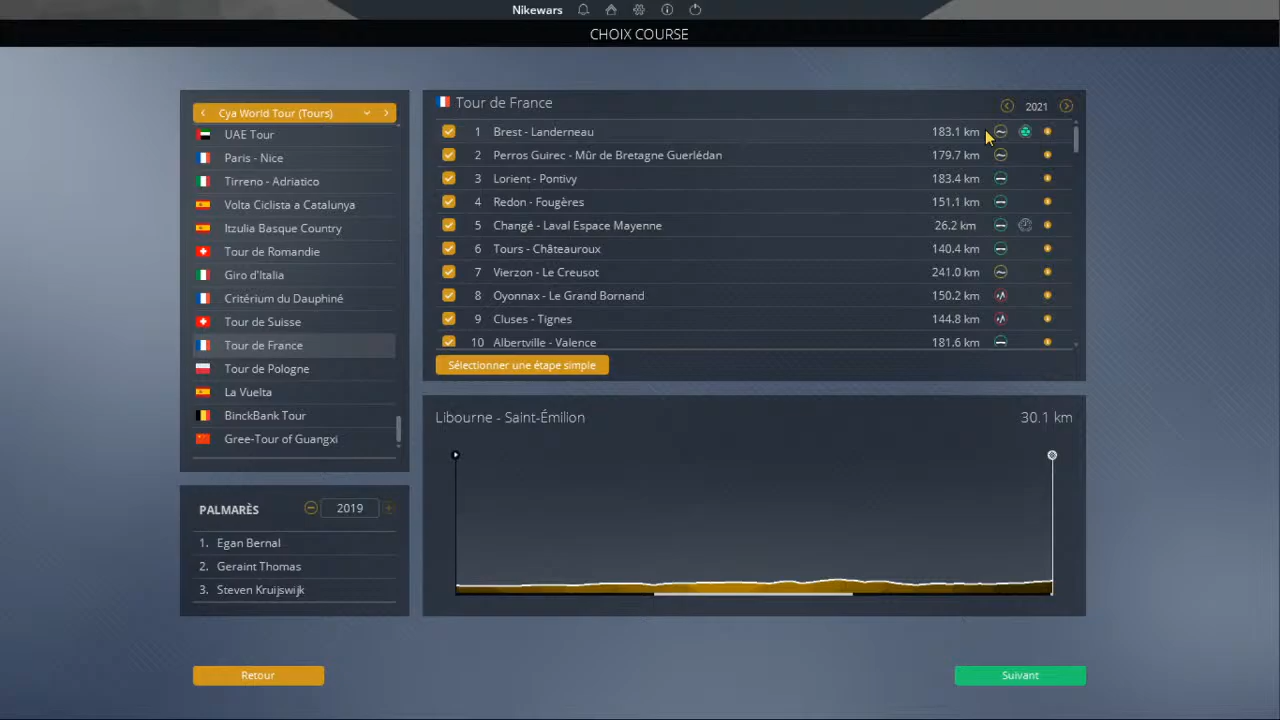 Nikewars
CHOIX COURSE
Cya World Tour (Tours)
UAE Tour
Paris - Nice
Tirreno - Adriatico
Volta Ciclista a Catalunya
Itzulia Basque Country
Tour de Romandie
Giro d'Italia
Critérium du Dauphiné
Tour de Suisse
Tour de France
Tour de Pologne
La Vuelta
BinckBank Tour
Gree-Tour of Guangxi
PALMARÈS 2019
1. Egan Bernal
2. Geraint Thomas
3. Steven Kruijswijk
Tour de France 2021
1 Brest - Landerneau 183.1 km
2 Perros Guirec - Mûr de Bretagne Guerlédan 179.7 km
3 Lorient - Pontivy 183.4 km
4 Redon - Fougères 151.1 km
5 Changé - Laval Espace Mayenne 26.2 km
6 Tours - Châteauroux 140.4 km
7 Vierzon - Le Creusot 241.0 km
8 Oyonnax - Le Grand Bornand 150.2 km
9 Cluses - Tignes 144.8 km
10 Albertville - Valence 181.6 km
Sélectionner une étape simple
Libourne - Saint-Émilion 30.1 km
Retour
Suivant